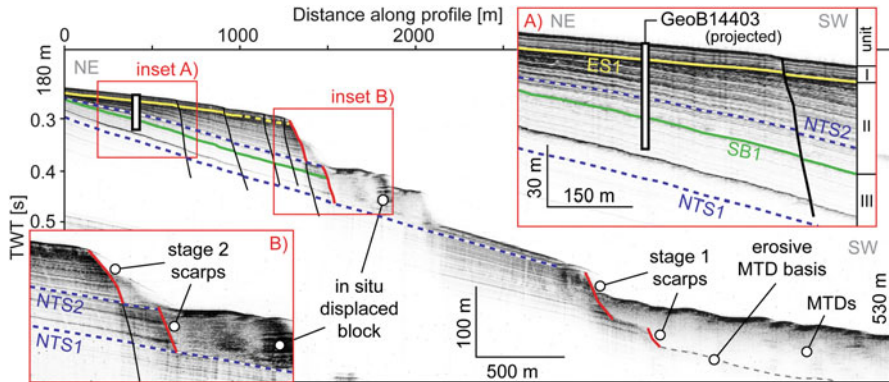 Distance along profile [m]
0
1000
2000
180 m
NE
inset A)
inset B)
0.3
0.4
0.5
TWT [s]
A)
NE
GeoB14403
(projected)
SW
unit
ES1
I
NTS2
II
SB1
30 m
150 m
NTS1
III
B)
stage 2
scarps
NTS2
NTS1
in situ
displaced
block
100 m
500 m
stage 1
scarps
erosive
MTD basis
MTDs
SW
530 m